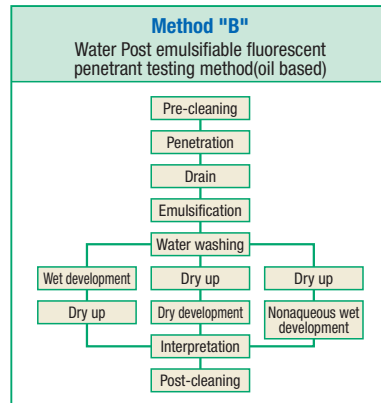 Method "B"
Water Post emulsifiable fluorescent
penetrant testing method(oil based)
Pre-cleaning
Penetration
Drain
Emulsification
Water washing
Wet development
Dry up
Dry up
Dry up
Dry development
Nonaqueous wet
development
Interpretation
Post-cleaning